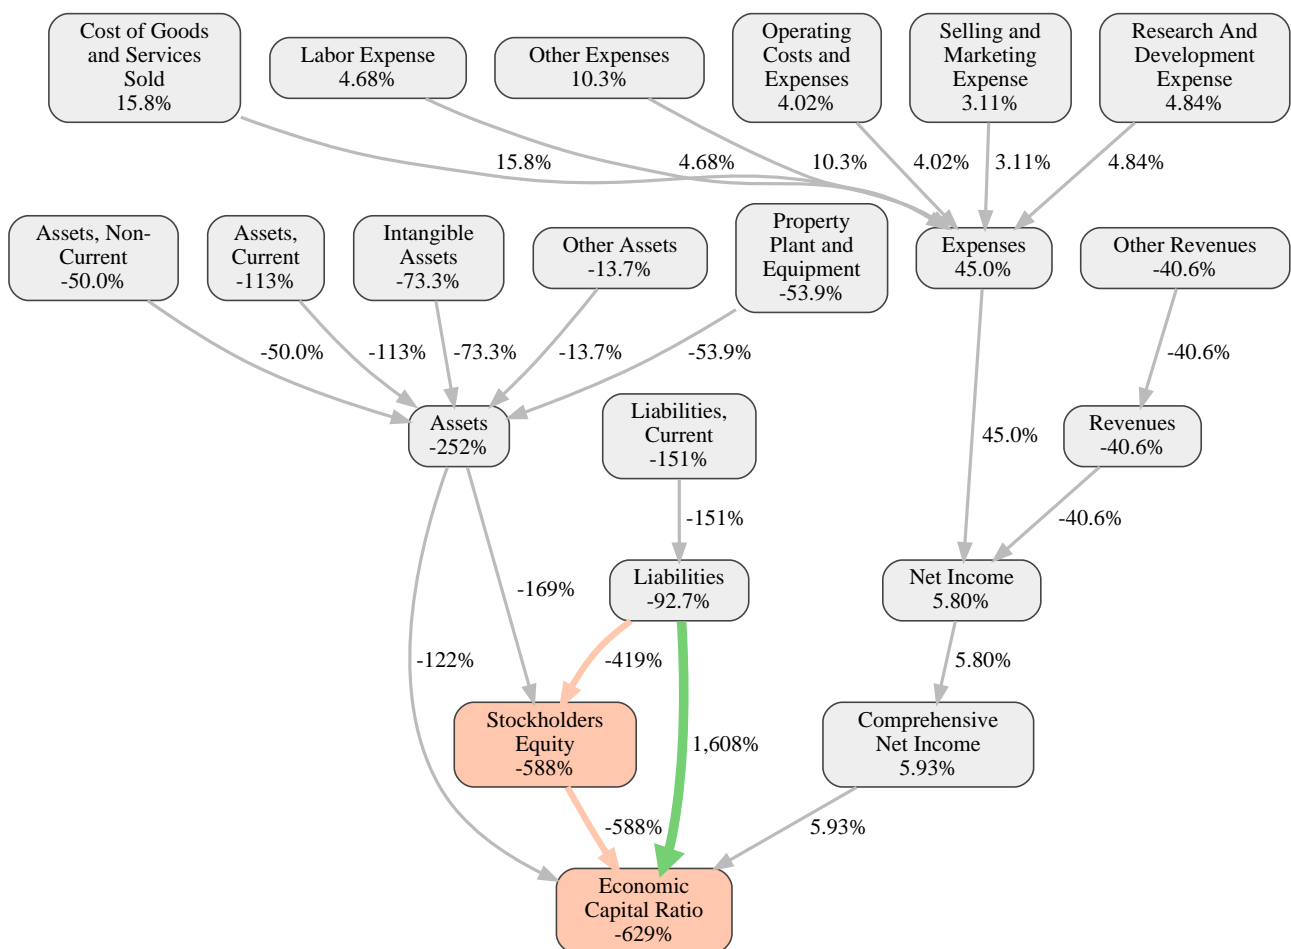 Cost of Goods
and Services
Sold
15.8%
Labor Expense
4.68%
Other Expenses
10.3%
Operating
Costs and
Expenses
4.02%
Selling and
Marketing
Expense
3.11%
Research And
Development
Expense
4.84%
15.8%
4.68%
10.3%
4.02%
3.11%
4.84%
Assets, Non-
Current
-50.0%
Assets,
Current
-113%
Intangible
Assets
-73.3%
Other Assets
-13.7%
Property
Plant and
Equipment
-53.9%
Expenses
45.0%
Other Revenues
-40.6%
-50.0%
-113%
-73.3%
-13.7%
-53.9%
-40.6%
Assets
-252%
Liabilities,
Current
-151%
45.0%
Revenues
-40.6%
-151%
-40.6%
-169%
Liabilities
-92.7%
Net Income
5.80%
-122%
-419%
5.80%
Stockholders
Equity
-588%
1,608%
Comprehensive
Net Income
5.93%
-588%
5.93%
Economic
Capital Ratio
-629%